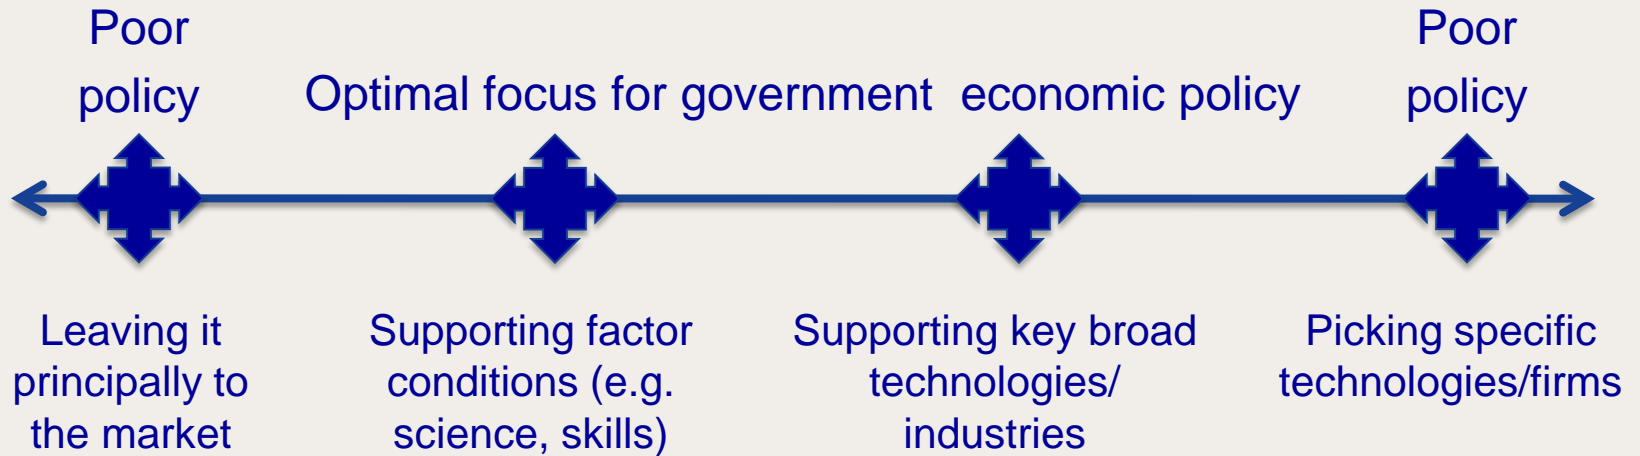 Poor
policy
Optimal focus for government economic policy
Poor
policy
Leaving it
principally to
the market
Supporting factor
conditions (e.g.
science, skills)
Supporting key broad
technologies/
industries
Picking specific
technologies/firms